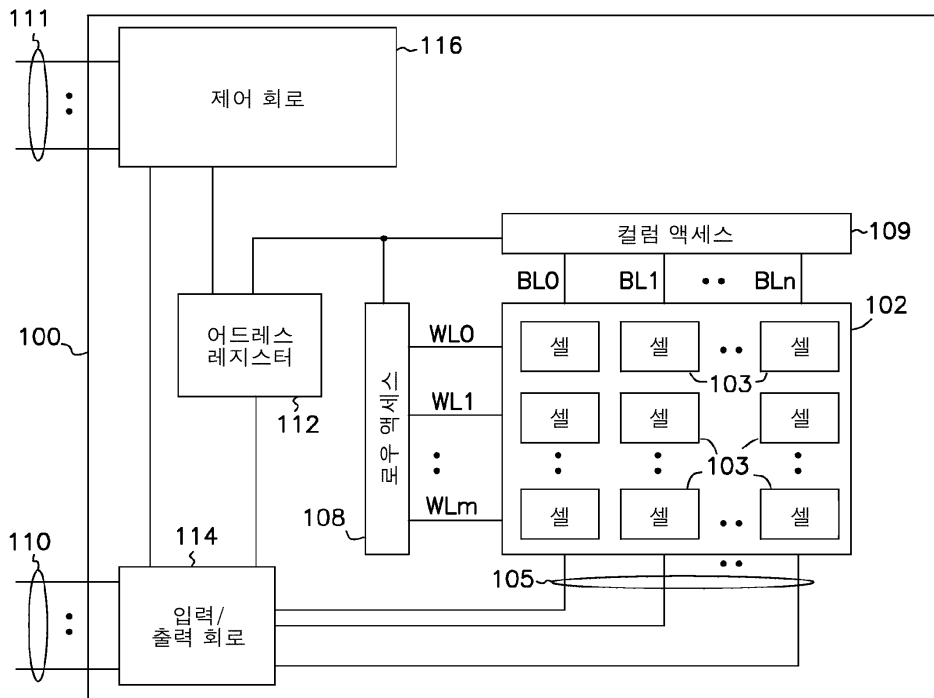 111
116
제어 회로
컬럼 액세스
109
BL0
BL1
BLn
102
100
어드레스
레지스터
112
로우 액세스
108
WL0
WL1
WLm
셀
셀
셀
103
셀
셀
셀
103
셀
셀
셀
105
110
114
입력/
출력 회로